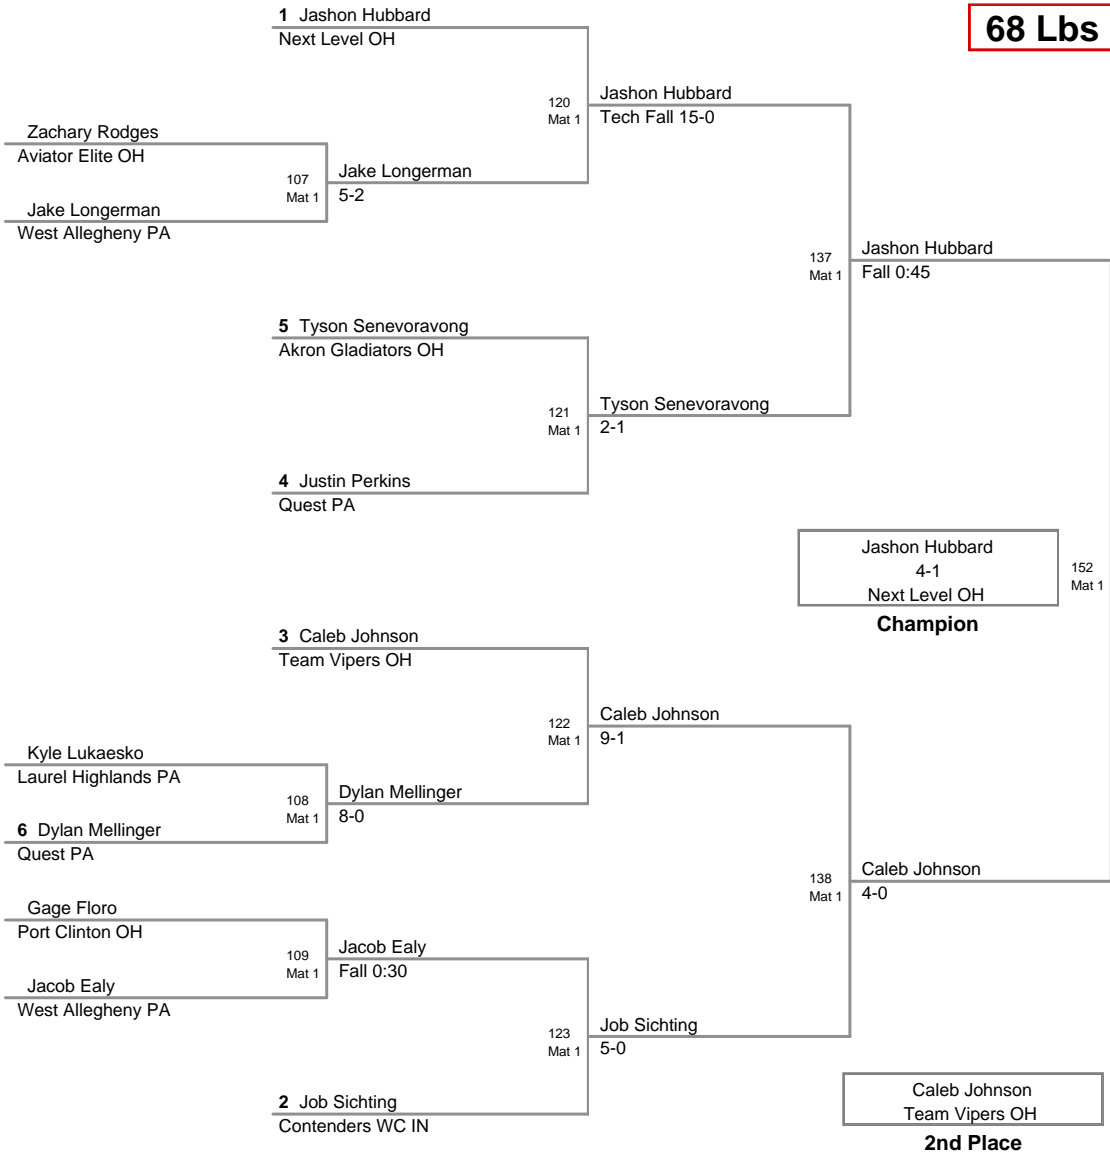 1 Jashon Hubbard
Next Level OH
68 Lbs
120
Mat 1
Jashon Hubbard
Tech Fall 15-0
Zachary Rodges
Aviator Elite OH
107
Mat 1
Jake Longerman
5-2
Jake Longerman
West Allegheny PA
137
Mat 1
Jashon Hubbard
Fall 0:45
5 Tyson Senevoravong
Akron Gladiators OH
121
Mat 1
Tyson Senevoravong
2-1
4 Justin Perkins
Quest PA
Jashon Hubbard
4-1
Next Level OH
Champion
152
Mat 1
3 Caleb Johnson
Team Vipers OH
122
Mat 1
Caleb Johnson
9-1
Kyle Lukaesko
Laurel Highlands PA
108
Mat 1
Dylan Mellinger
8-0
6 Dylan Mellinger
Quest PA
138
Mat 1
Caleb Johnson
4-0
Gage Floro
Port Clinton OH
109
Mat 1
Jacob Ealy
Fall 0:30
Jacob Ealy
West Allegheny PA
123
Mat 1
Job Sichting
5-0
2 Job Sichting
Contenders WC IN
Caleb Johnson
Team Vipers OH
2nd Place